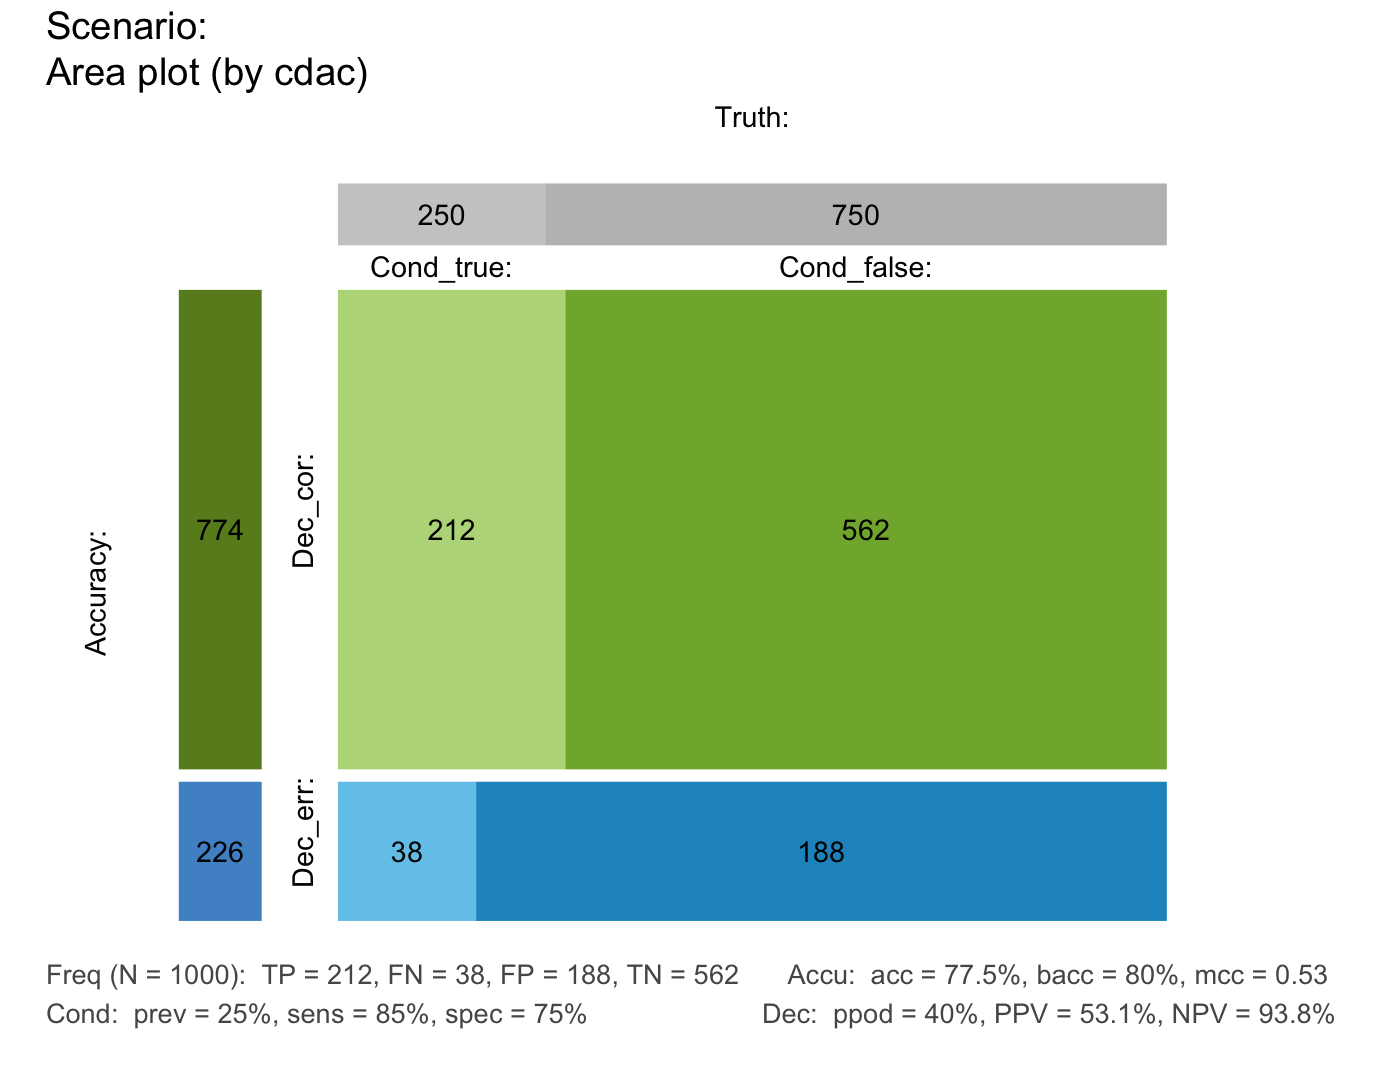 Scenario:
Area plot (by cdac)
Truth:
250 750
Cond_true: Cond_false:
Accuracy:
774 Dec_cor: 212 562
226 Dec_err: 38 188
Freq (N = 1000): TP = 212, FN = 38, FP = 188, TN = 562 Accu: acc = 77.5%, bacc = 80%, mcc = 0.53
Cond: prev = 25%, sens = 85%, spec = 75% Dec: ppod = 40%, PPV = 53.1%, NPV = 93.8%